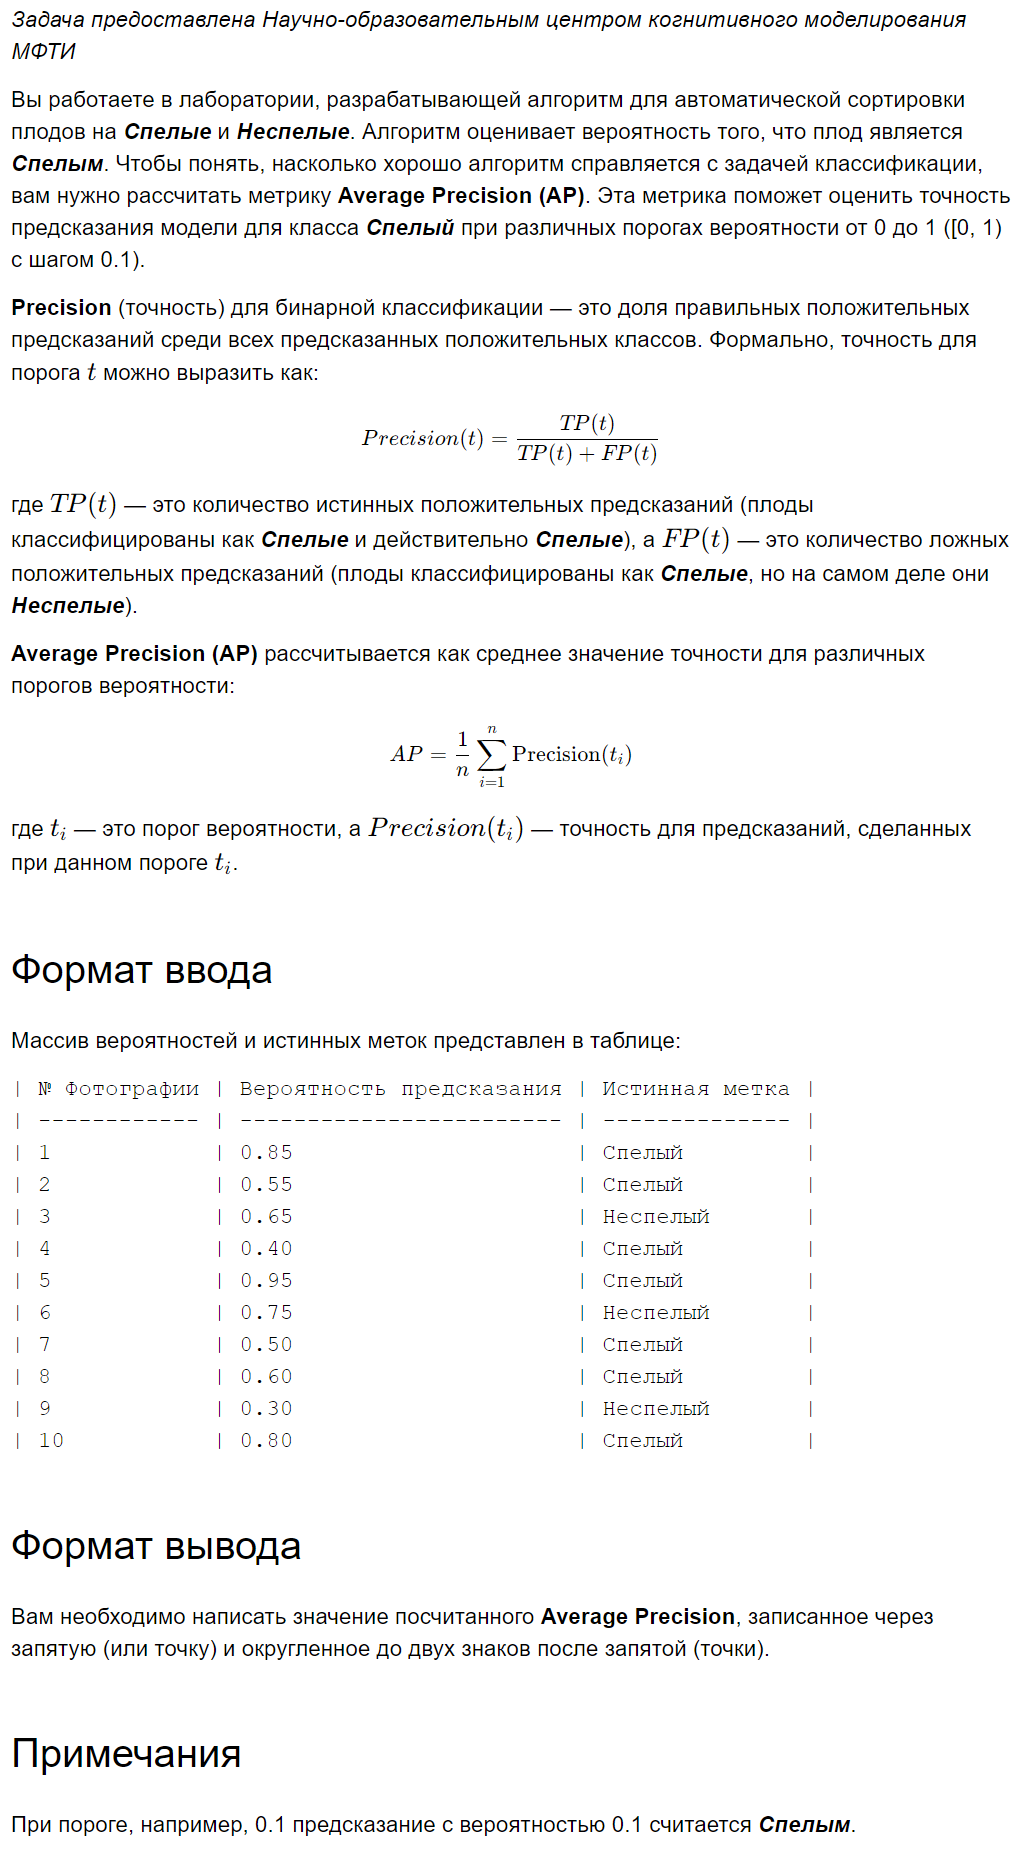 Задача предоставлена Научно-образовательным центром когнитивного моделирования
МФТИ
Вы работаете в лаборатории, разрабатывающей алгоритм для автоматической сортировки
плодов на Спелые и Неспелые. Алгоритм оценивает вероятность того, что плод является
Спелым. Чтобы понять, насколько хорошо алгоритм справляется с задачей классификации,
вам нужно рассчитать метрику Average Precision (AP). Эта метрика поможет оценить точность
предсказания модели для класса Спелый при различных порогах вероятности от 0 до 1 ([0, 1)
с шагом 0.1).
Precision (точность) для бинарной классификации — это доля правильных положительных
предсказаний среди всех предсказанных положительных классов. Формально, точность для
порога t можно выразить как:
Precision(t) = TP(t) / (TP(t) + FP(t))
где TP(t) — это количество истинных положительных предсказаний (плоды
классифицированы как Спелые и действительно Спелые), а FP(t) — это количество ложных
положительных предсказаний (плоды классифицированы как Спелые, но на самом деле они
Неспелые).
Average Precision (AP) рассчитывается как среднее значение точности для различных
порогов вероятности:
AP = 1/n ∑_{i=1}^{n} Precision(t_i)
где t_i — это порог вероятности, а Precision(t_i) — точность для предсказаний, сделанных
при данном пороге t_i.
Формат ввода
Массив вероятностей и истинных меток представлен в таблице:
| № Фотографии | Вероятность предсказания | Истинная метка |
| ------------ | ------------------------ | -------------- |
| 1 | 0.85 | Спелый |
| 2 | 0.55 | Спелый |
| 3 | 0.65 | Неспелый |
| 4 | 0.40 | Спелый |
| 5 | 0.95 | Спелый |
| 6 | 0.75 | Неспелый |
| 7 | 0.50 | Спелый |
| 8 | 0.60 | Спелый |
| 9 | 0.30 | Неспелый |
| 10 | 0.80 | Спелый |
Формат вывода
Вам необходимо написать значение посчитанного Average Precision, записанное через
запятую (или точку) и округленное до двух знаков после запятой (точки).
Примечания
При пороге, например, 0.1 предсказание с вероятностью 0.1 считается Спелым.